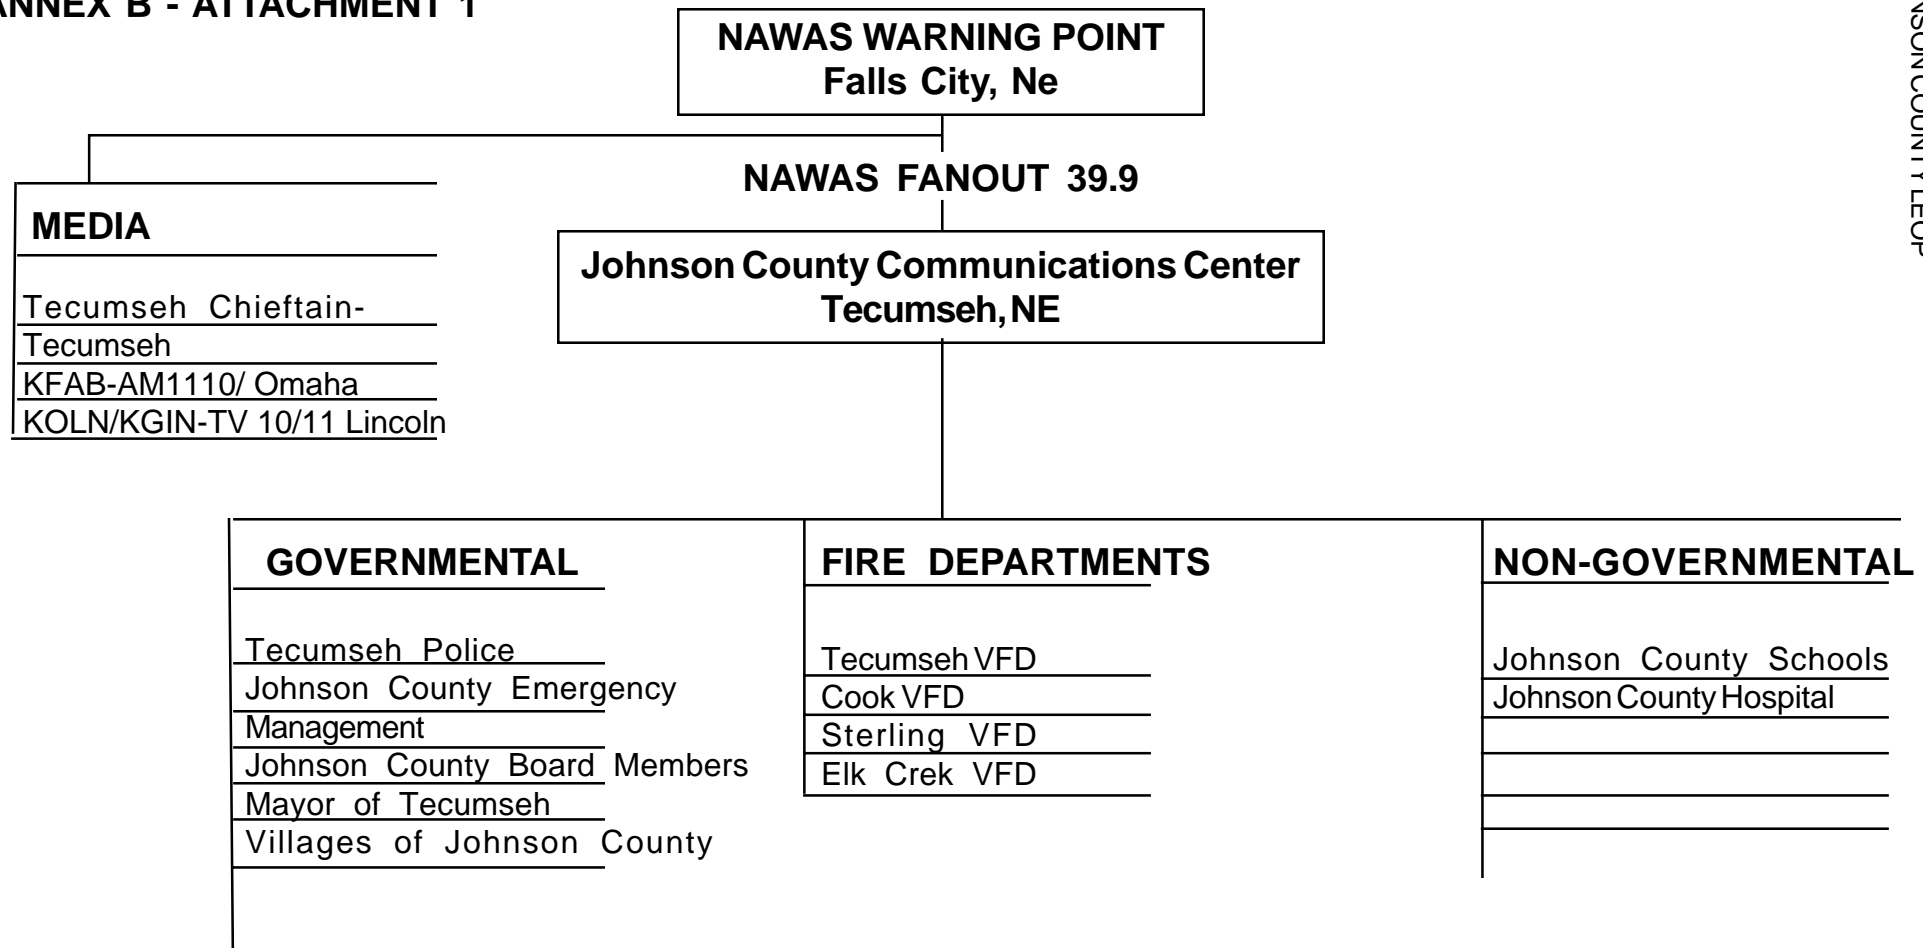 ANNEX B - ATTACHMENT 1
NAWAS WARNING POINT
Falls City, Ne
NAWAS FANOUT 39.9
MEDIA
Tecumseh Chieftain-
Tecumseh
KFAB-AM1110/ Omaha
KOLN/KGIN-TV 10/11 Lincoln
Johnson County Communications Center
Tecumseh, NE
GOVERNMENTAL
Tecumseh Police
Johnson County Emergency
Management
Johnson County Board Members
Mayor of Tecumseh
Villages of Johnson County
FIRE DEPARTMENTS
Tecumseh VFD
Cook VFD
Sterling VFD
Elk Crek VFD
NON-GOVERNMENTAL
Johnson County Schools
Johnson County Hospital
COUNTY LEOP